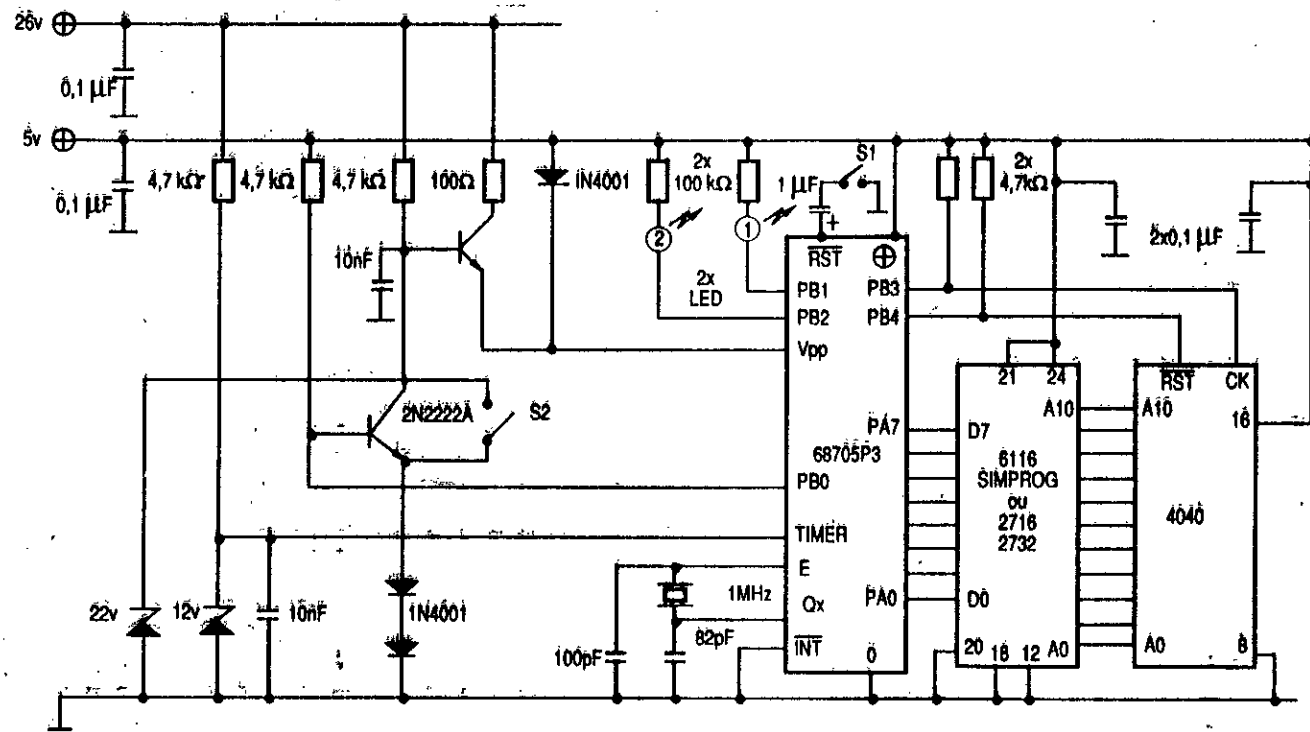 26v
0,1 µF
5v
0,1 µF
4,7 kΩ
4,7 kΩ
4,7 kΩ
100Ω
10nF
IN4001
2x
100 kΩ
2
1
2x
LED
1 µF
S1
+
2x
4,7kΩ
2x0,1 µF
RST
PB1
PB2
Vpp
PB3
PB4
PA7
68705P3
PB0
TIMER
E
Qx
INT
PA0
0
2N2222A
S2
22v
12v
10nF
1N4001
100pF
1MHz
82pF
21
24
A10
D7
6116
SIMPROG
ou
2716
2732
D0
20
18
12
A0
RST
CK
A10
16
4040
A0
8